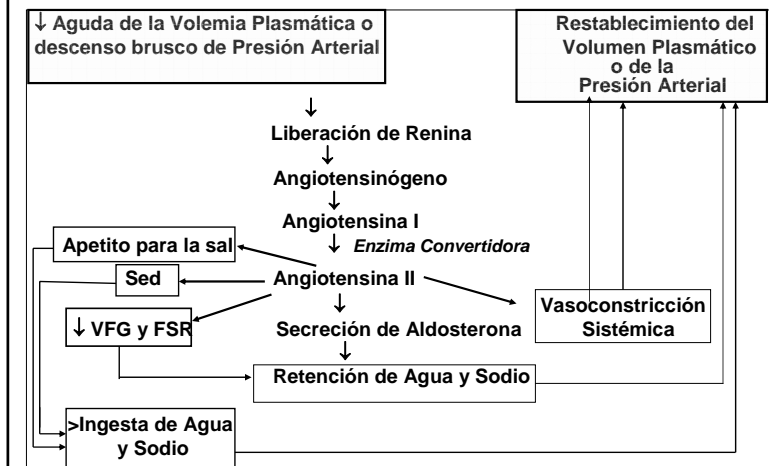 ↓ Aguda de la Volemia Plasmática o
descenso brusco de Presión Arterial
Restablecimiento del
Volumen Plasmático
o de la
Presión Arterial
↓
Liberación de Renina
↓
Angiotensinógeno
↓
Angiotensina I
↓ Enzima Convertidora
Apetito para la sal
Sed
Angiotensina II
↓ VFG y FSR
↓
Secreción de Aldosterona
↓
Vasoconstricción
Sistémica
Retención de Agua y Sodio
>Ingesta de Agua
y Sodio